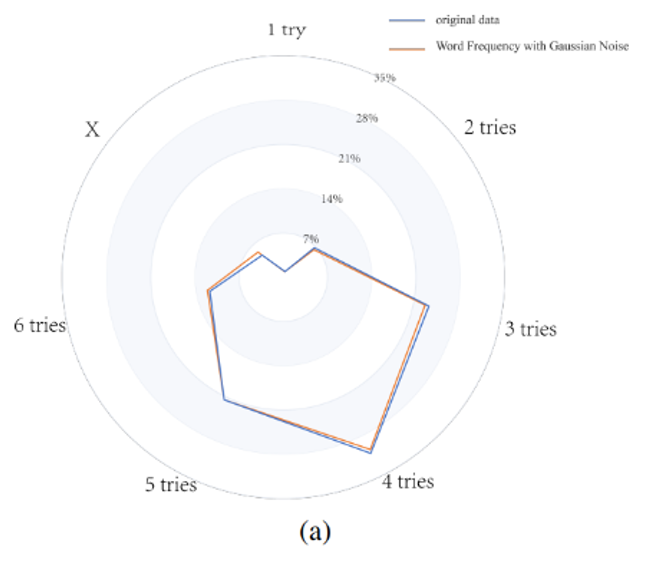 original data
1 try
Word Frequency with Gaussian Noise
35%
28%
X
2 tries
21%
14%
7%
6 tries
3 tries
5 tries
4 tries
(a)